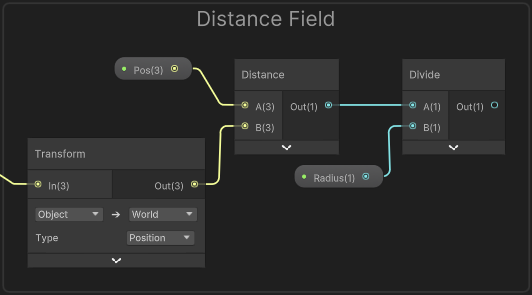 Distance Field
Pos(3)
Distance
A(3) Out(1)
B(3)
Divide
A(1) Out(1)
B(1)
Radius(1)
Transform
In(3) Out(3)
Object → World
Type Position